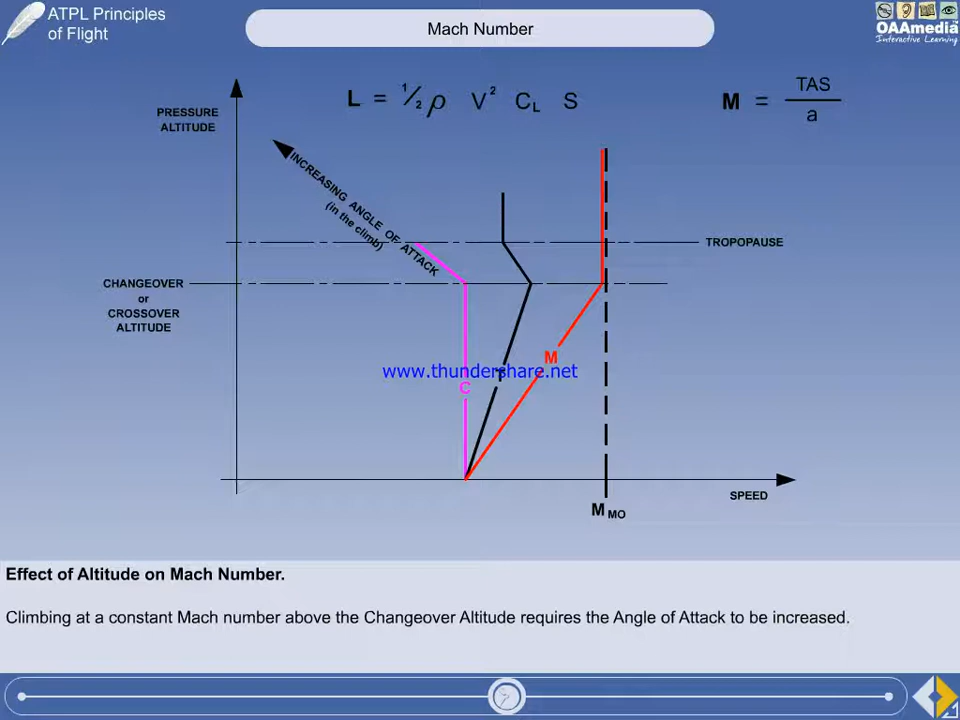 ATPL Principles
of Flight
Mach Number
OAAmedia
Interactive Learning
L = 1/2 ρ V² CL S
M = TAS / a
PRESSURE
ALTITUDE
INCREASING ANGLE OF ATTACK
(in the climb)
TROPOPAUSE
CHANGEOVER
or
CROSSOVER
ALTITUDE
M
www.thundershare.net
T
C
SPEED
MMO
Effect of Altitude on Mach Number.
Climbing at a constant Mach number above the Changeover Altitude requires the Angle of Attack to be increased.